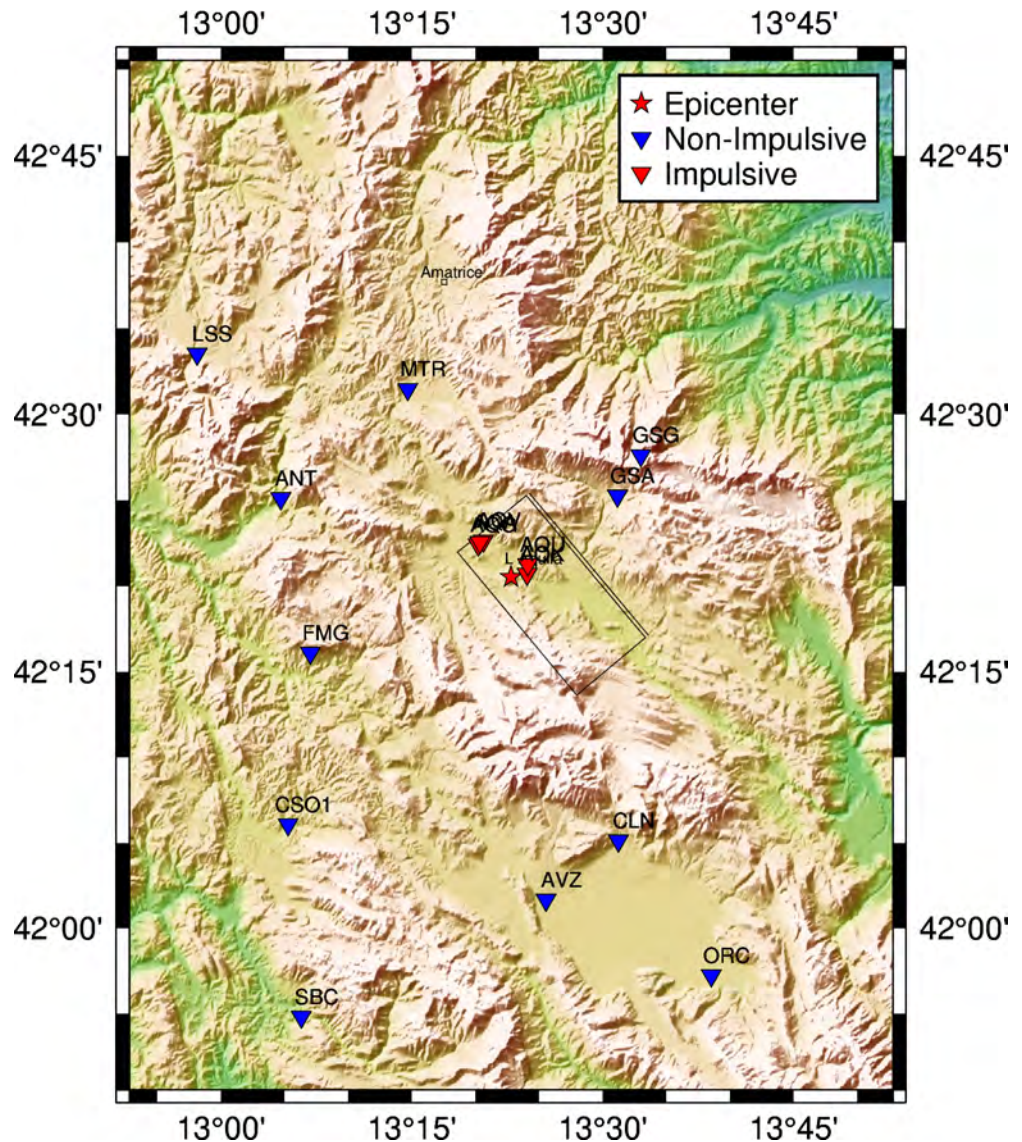 13°00' 13°15' 13°30' 13°45'
Epicenter
Non-Impulsive
Impulsive
42°45' 42°45'
Amatrice
LSS
MTR
42°30' 42°30'
GSG
GSA
ANT
AQU
FMG
42°15' 42°15'
CSO1
CLN
AVZ
42°00' 42°00'
ORC
SBC
13°00' 13°15' 13°30' 13°45'